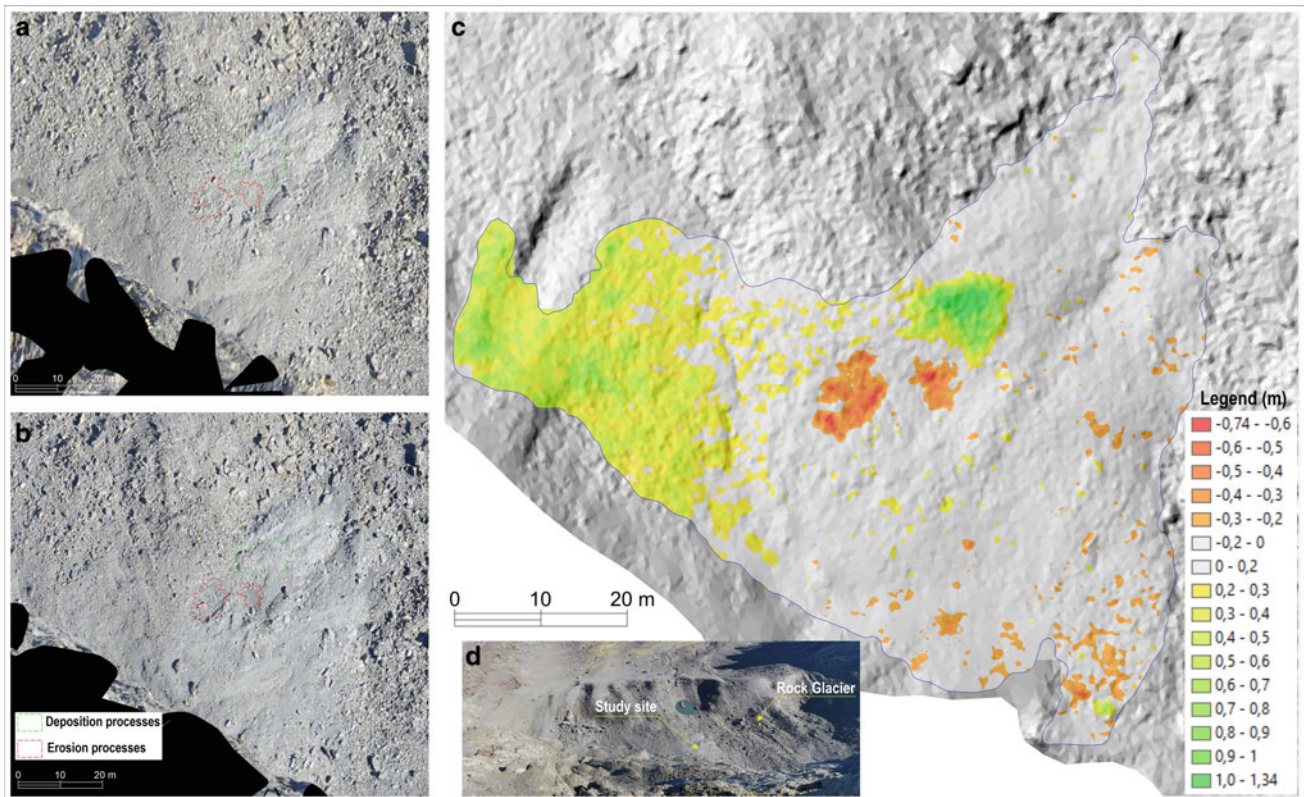 a
0 10 20 m
b
Deposition processes
Erosion processes
0 10 20 m
c
Legend (m)
-0,74 - -0,6
-0,6 - -0,5
-0,5 - -0,4
-0,4 - -0,3
-0,3 - -0,2
-0,2 - 0
0 - 0,2
0,2 - 0,3
0,3 - 0,4
0,4 - 0,5
0,5 - 0,6
0,6 - 0,7
0,7 - 0,8
0,8 - 0,9
0,9 - 1
1,0 - 1,34
0 10 20 m
d
Study site
Rock Glacier